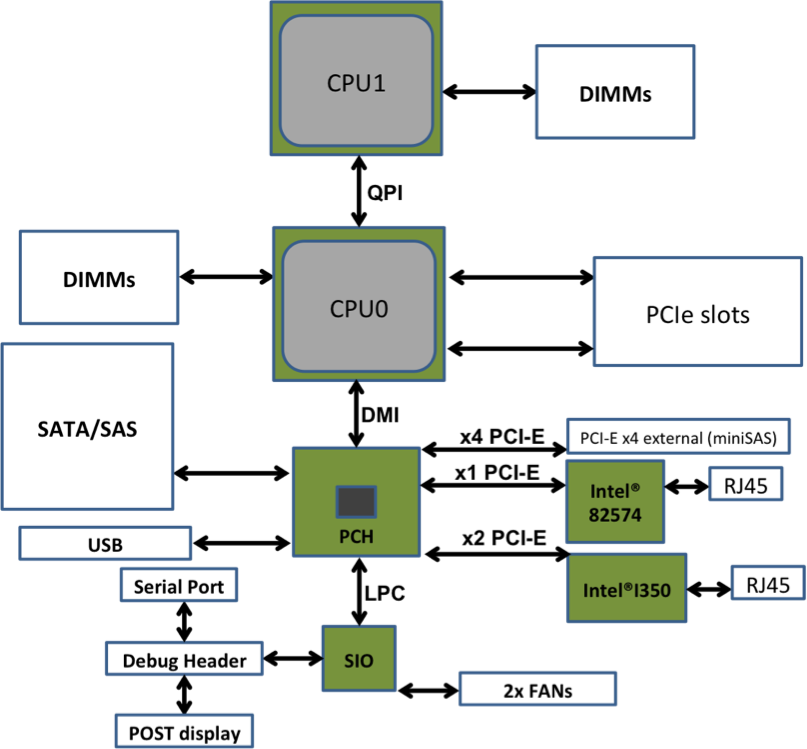 CPU1
DIMMs
QPI
DIMMs
CPU0
PCIe slots
DMI
SATA/SAS
x4 PCI-E
PCI-E x4 external (miniSAS)
x1 PCI-E
Intel®
82574
RJ45
PCH
USB
x2 PCI-E
Intel®I350
RJ45
LPC
Serial Port
Debug Header
SIO
2x FANs
POST display